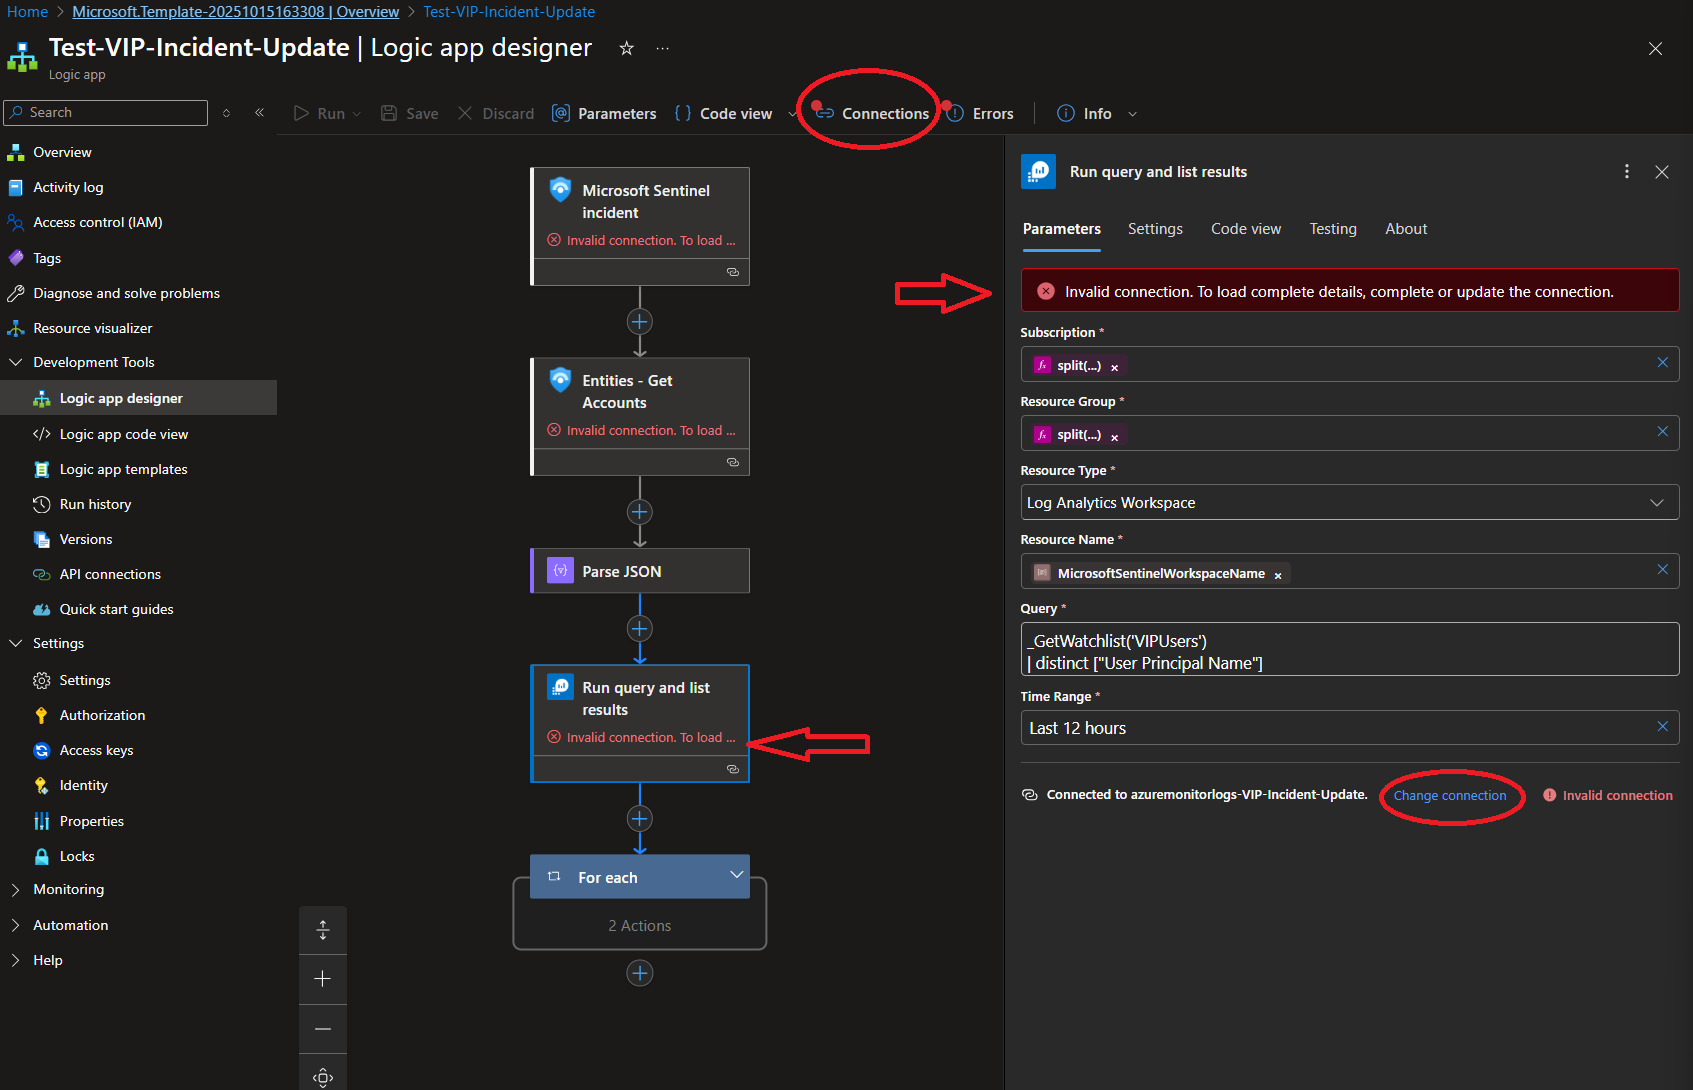 Home > Microsoft.Template-20251015163308 | Overview > Test-VIP-Incident-Update
Test-VIP-Incident-Update | Logic app designer
Logic app
Search
Run
Save
Discard
Parameters
Code view
Connections
Errors
Info
Overview
Activity log
Access control (IAM)
Tags
Diagnose and solve problems
Resource visualizer
Development Tools
Logic app designer
Logic app code view
Logic app templates
Run history
Versions
API connections
Quick start guides
Settings
Settings
Authorization
Access keys
Identity
Properties
Locks
Monitoring
Automation
Help
Microsoft Sentinel
incident
Invalid connection. To load ...
Entities - Get
Accounts
Invalid connection. To load ...
Parse JSON
Run query and list
results
Invalid connection. To load ...
For each
2 Actions
Run query and list results
Parameters
Settings
Code view
Testing
About
Invalid connection. To load complete details, complete or update the connection.
Subscription *
fx split(...) ×
Resource Group *
fx split(...) ×
Resource Type *
Log Analytics Workspace
Resource Name *
MicrosoftSentinelWorkspaceName ×
Query *
_GetWatchlist('VIPUsers')
| distinct ["User Principal Name"]
Time Range *
Last 12 hours
Connected to azuremonitorlogs-VIP-Incident-Update.
Change connection
Invalid connection